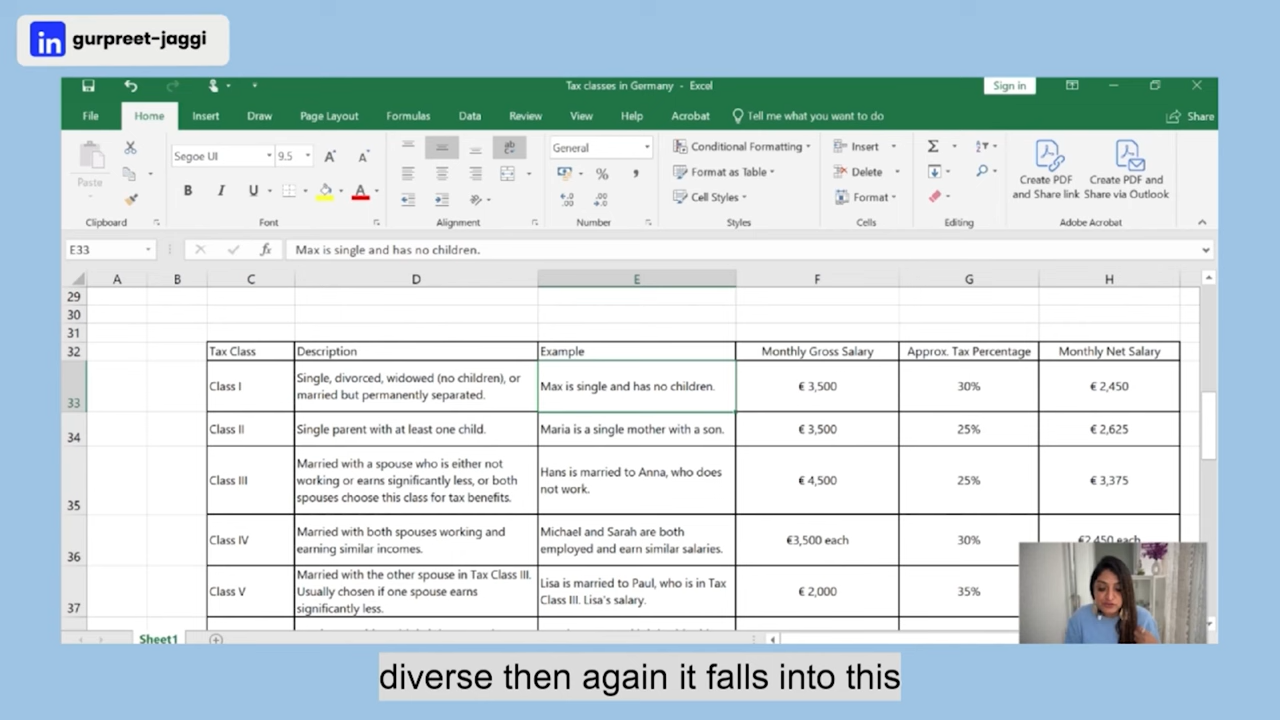 in gurpreet-jaggi
Tax classes in Germany - Excel
Sign in
File Home Insert Draw Page Layout Formulas Data Review View Help Acrobat Tell me what you want to do Share
Paste
Clipboard
Segoe UI 9.5
B I U
Font
Alignment
General
Number
Conditional Formatting
Format as Table
Cell Styles
Styles
Insert
Delete
Format
Cells
Editing
Create PDF and Share link
Create PDF and Share via Outlook
Adobe Acrobat
E33 fx Max is single and has no children.
A B C D E F G H
29
30
31
32 Tax Class Description Example Monthly Gross Salary Approx. Tax Percentage Monthly Net Salary
33 Class I Single, divorced, widowed (no children), or married but permanently separated. Max is single and has no children. € 3,500 30% € 2,450
34 Class II Single parent with at least one child. Maria is a single mother with a son. € 3,500 25% € 2,625
35 Class III Married with a spouse who is either not working or earns significantly less, or both spouses choose this class for tax benefits. Hans is married to Anna, who does not work. € 4,500 25% € 3,375
36 Class IV Married with both spouses working and earning similar incomes. Michael and Sarah are both employed and earn similar salaries. €3,500 each 30% €2,450 each
37 Class V Married with the other spouse in Tax Class III. Usually chosen if one spouse earns significantly less. Lisa is married to Paul, who is in Tax Class III. Lisa's salary. € 2,000 35%
Sheet1
diverse then again it falls into this